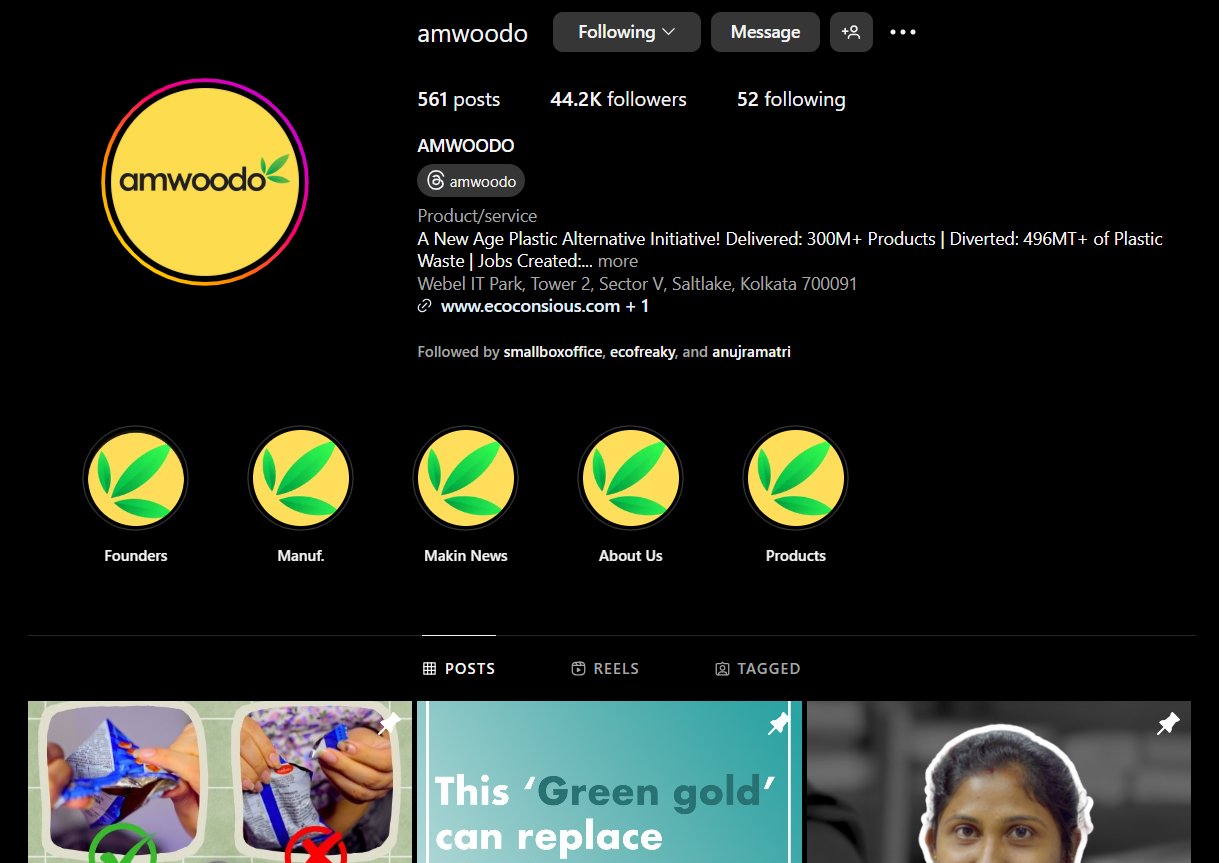 amwoodo Following Message
561 posts 44.2K followers 52 following
amwoodo
AMWOODO
amwoodo
Product/service
A New Age Plastic Alternative Initiative! Delivered: 300M+ Products | Diverted: 496MT+ of Plastic
Waste | Jobs Created:... more
Webel IT Park, Tower 2, Sector V, Saltlake, Kolkata 700091
www.ecoconsious.com + 1
Followed by smallboxoffice, ecofreaky, and anujramatri
Founders Manuf. Makin News About Us Products
POSTS REELS TAGGED
This ‘Green gold’
can replace